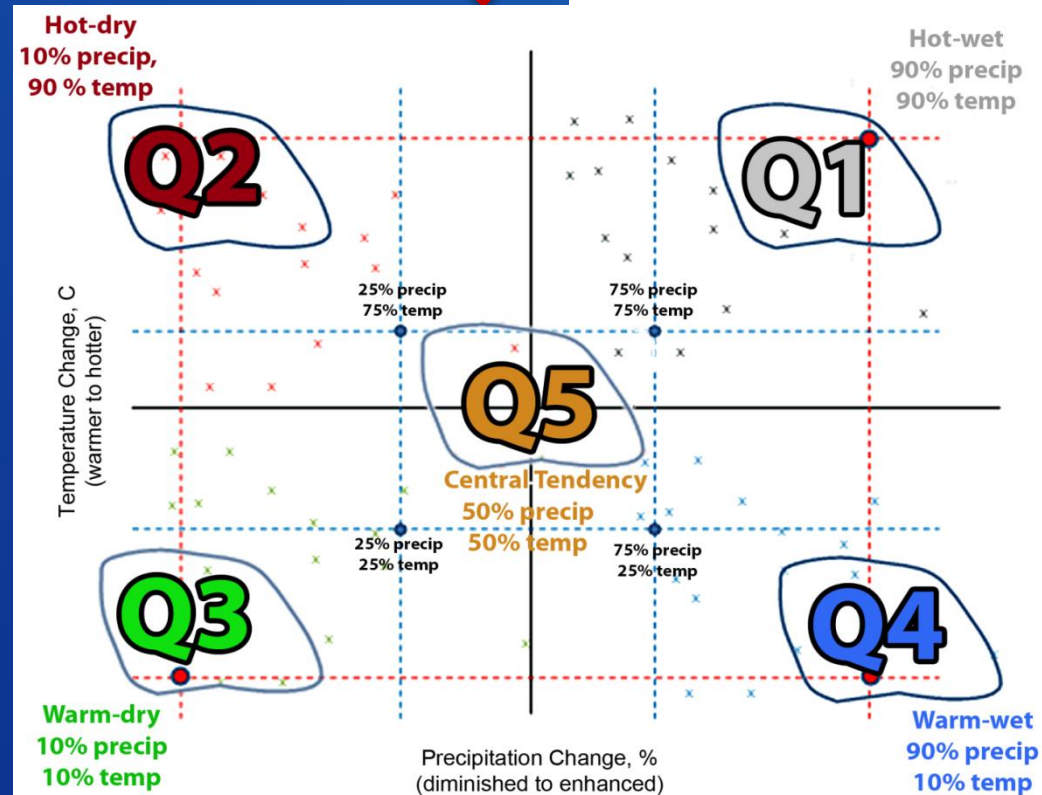 Hot-dry
10% precip,
90 % temp
Hot-wet
90% precip
90% temp
Q2
Q1
25% precip
75% temp
75% precip
75% temp
Temperature Change, C
(warmer to hotter)
Q5
Central Tendency
50% precip
50% temp
25% precip
25% temp
75% precip
25% temp
Q3
Q4
Warm-dry
10% precip
10% temp
Precipitation Change, %
(diminished to enhanced)
Warm-wet
90% precip
10% temp